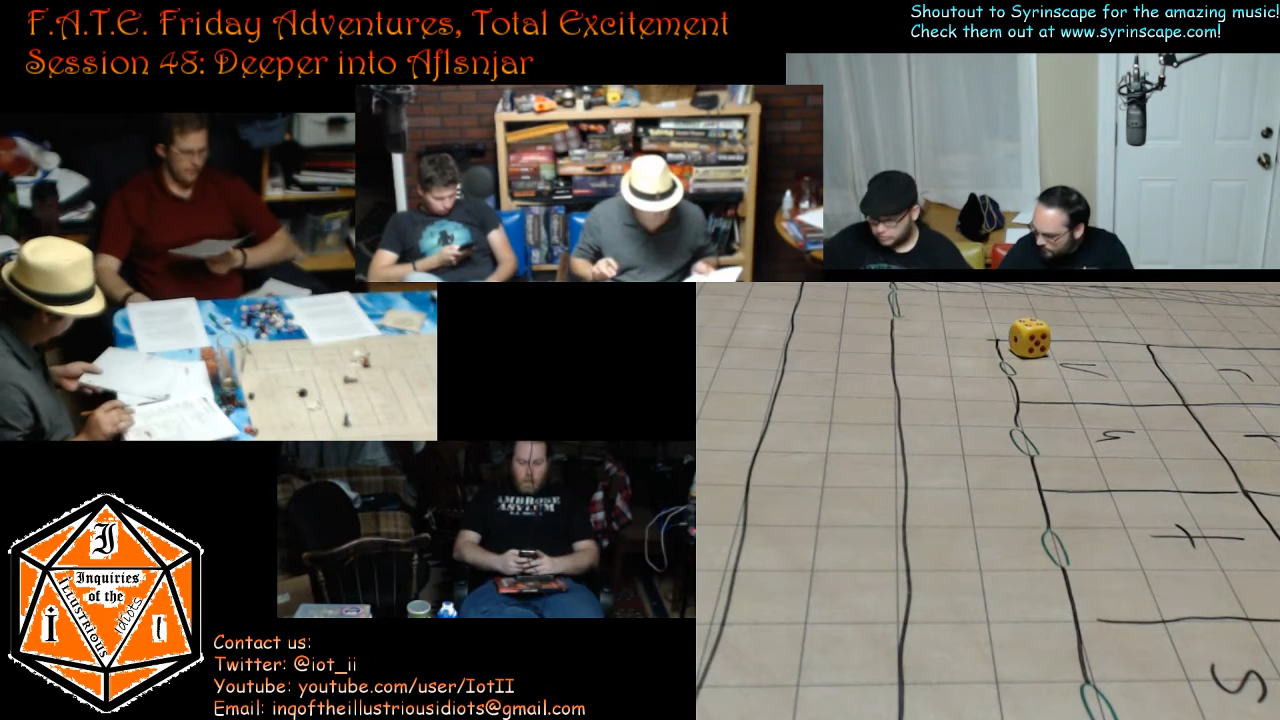 F.A.T.E. Friday Adventures, Total Excitement
Session 48: Deeper into Aflsnjar
Shoutout to Syrinscape for the amazing music!
Check them out at www.syrinscape.com!
AMBROSE
ASYLUM
I
Inquiries
of the
ILLUSTRIOUS
idiots
i
I
Contact us:
Twitter: @iot_ii
Youtube: youtube.com/user/IotII
Email: inqoftheillustriousidiots@gmail.com